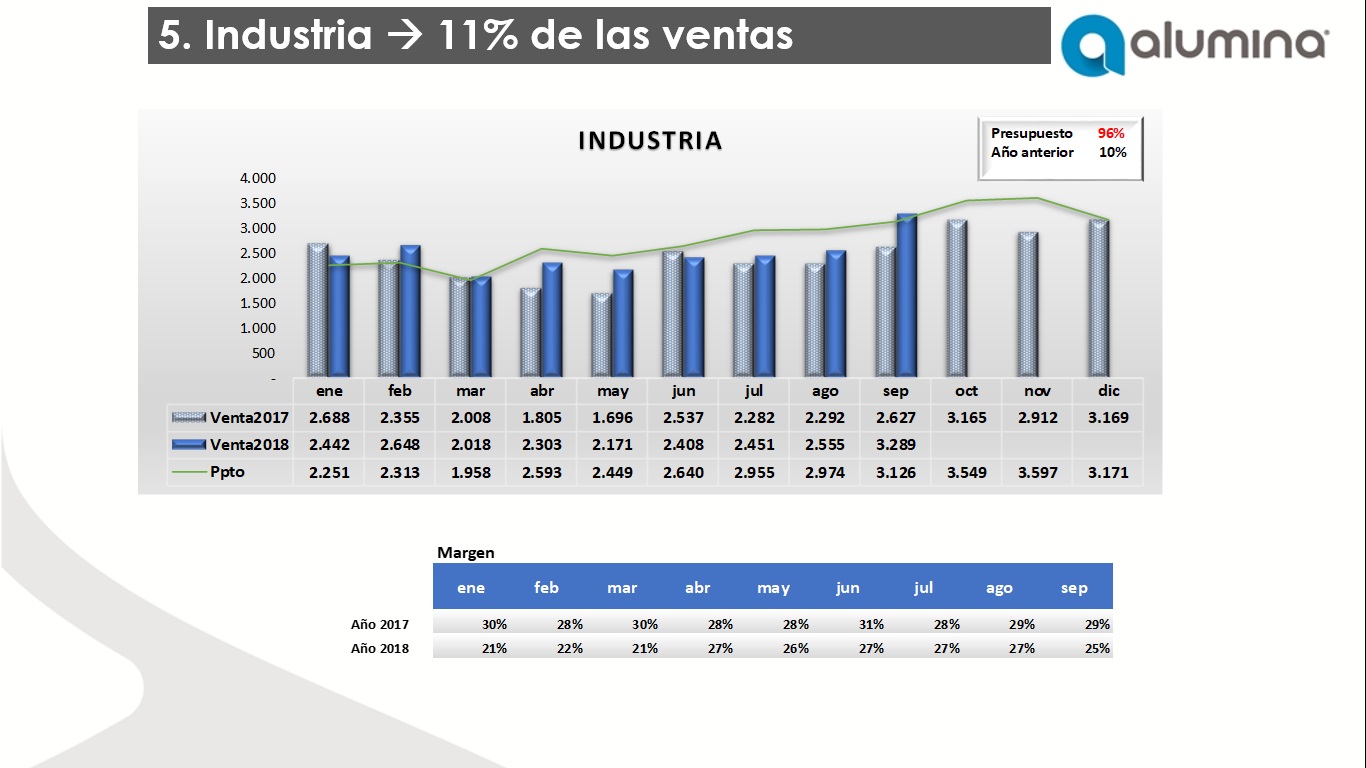 5. Industria → 11% de las ventas
alumina®
INDUSTRIA
Presupuesto 96%
Año anterior 10%
4.000
3.500
3.000
2.500
2.000
1.500
1.000
500
-
ene feb mar abr may jun jul ago sep oct nov dic
Venta2017 2.688 2.355 2.008 1.805 1.696 2.537 2.282 2.292 2.627 3.165 2.912 3.169
Venta2018 2.442 2.648 2.018 2.303 2.171 2.408 2.451 2.555 3.289
Ppto 2.251 2.313 1.958 2.593 2.449 2.640 2.955 2.974 3.126 3.549 3.597 3.171
Margen
ene feb mar abr may jun jul ago sep
Año 2017 30% 28% 30% 28% 28% 31% 28% 29% 29%
Año 2018 21% 22% 21% 27% 26% 27% 27% 27% 25%